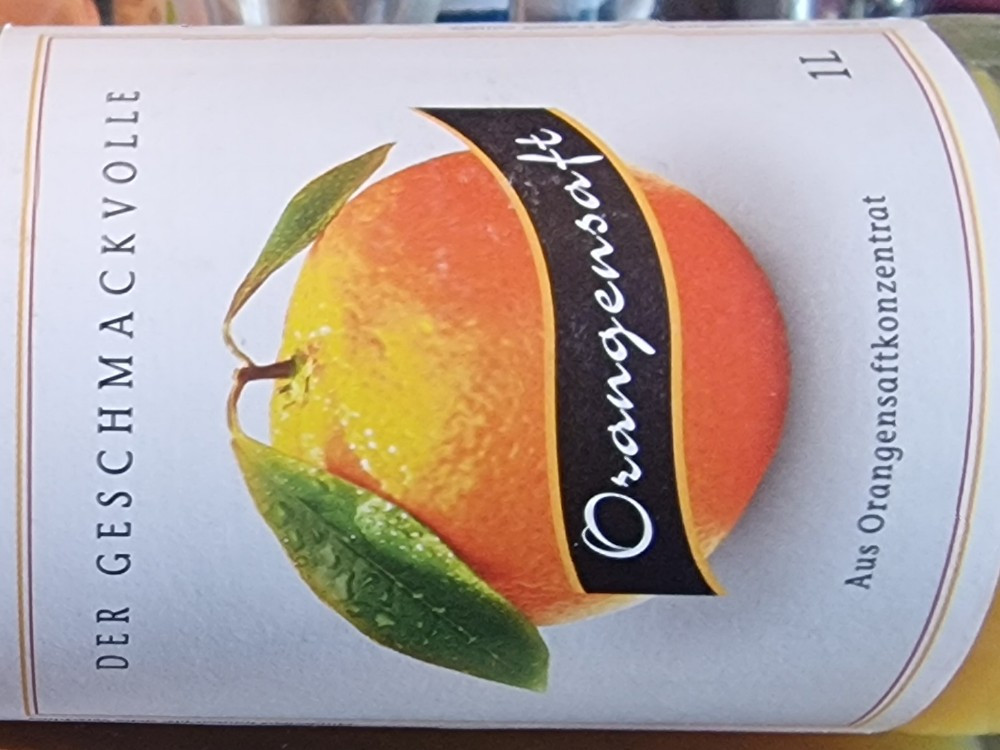 DER GESCHMACKVOLLE
Orangensaft
Aus Orangensaftkonzentrat
1L